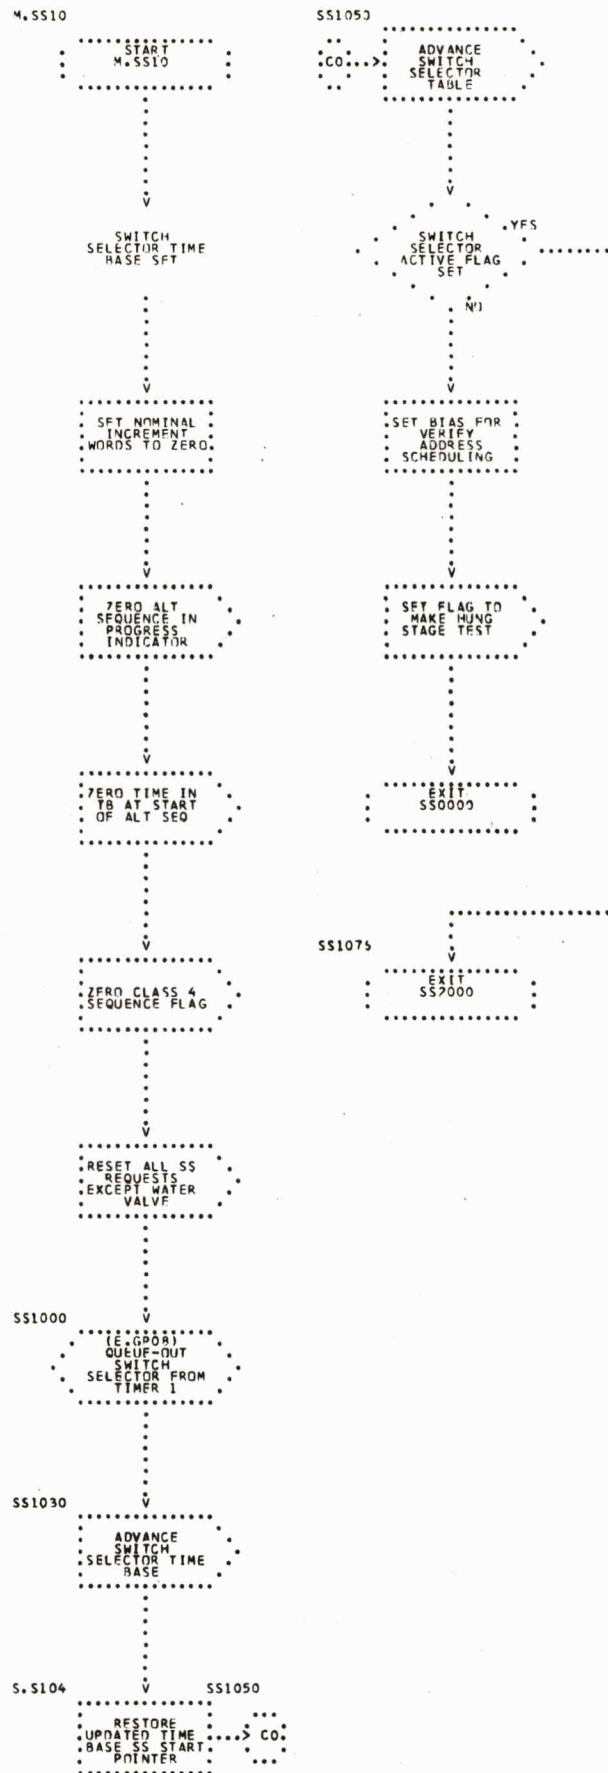 M.SS10
START
M.SS10
SWITCH
SELECTOR TIME
BASE SET
SET NOMINAL
INCREMENT
WORDS TO ZERO
ZERO ALT
SEQUENCE IN
PROGRESS
INDICATOR
ZERO TIME IN
TB AT START
OF ALT SEQ
ZERO CLASS 4
SEQUENCE FLAG
RESET ALL SS
REQUESTS
EXCEPT WATER
VALVE
SS1000
(E.GP08)
QUEUE-OUT
SWITCH
SELECTOR FROM
TIMER 1
SS1030
ADVANCE
SWITCH
SELECTOR TIME
BASE
S.S104
RESTORE
UPDATED TIME
BASE SS START
POINTER
SS1050
CO
SS1050
CO
ADVANCE
SWITCH
SELECTOR
TABLE
SWITCH
SELECTOR
ACTIVE FLAG
SET
YES
NO
SET BIAS FOR
VERIFY
ADDRESS
SCHEDULING
SET FLAG TO
MAKE HUNG
STAGE TEST
EXIT
SS0000
SS1075
EXIT
SS2000